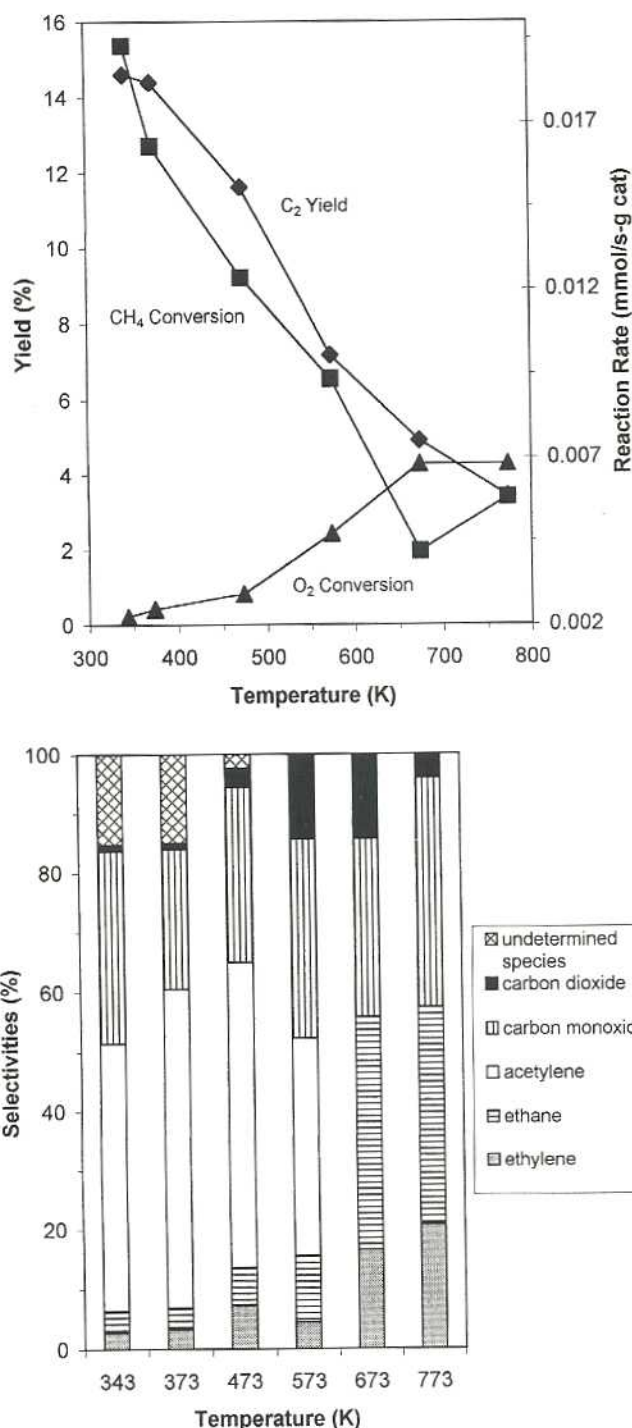 16
14
12
10
8
6
4
2
0
Yield (%)
C2 Yield
CH4 Conversion
O2 Conversion
0.017
0.012
0.007
0.002
Reaction Rate (mmol/s-g cat)
300 400 500 600 700 800
Temperature (K)
100
80
60
40
20
0
Selectivities (%)
undetermined
species
carbon dioxide
carbon monoxid
acetylene
ethane
ethylene
343 373 473 573 673 773
Temperature (K)